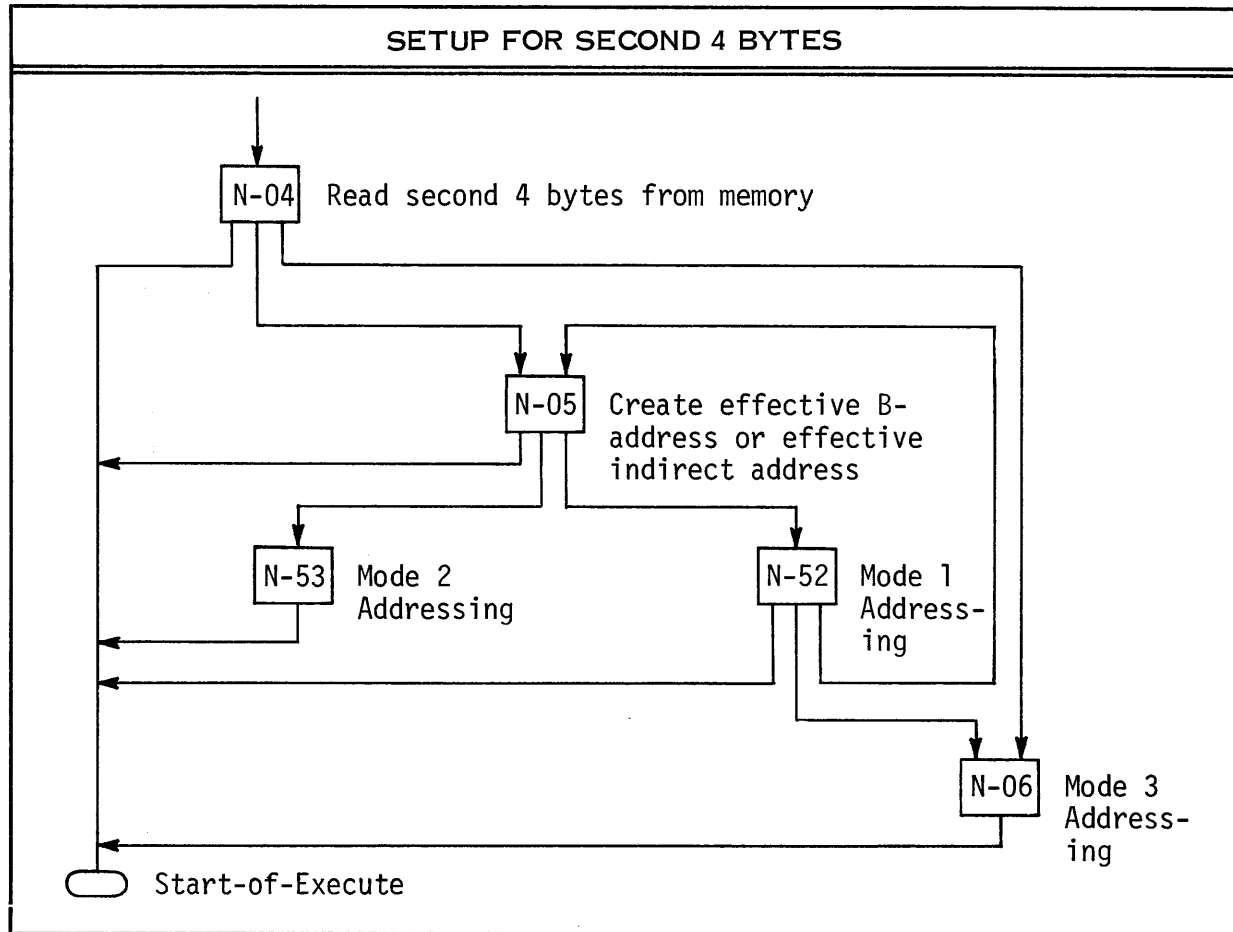 SETUP FOR SECOND 4 BYTES
N-04 Read second 4 bytes from memory
N-05 Create effective B-
address or effective
indirect address
N-53 Mode 2
Addressing
N-52 Mode 1
Address-
ing
N-06 Mode 3
Address-
ing
Start-of-Execute